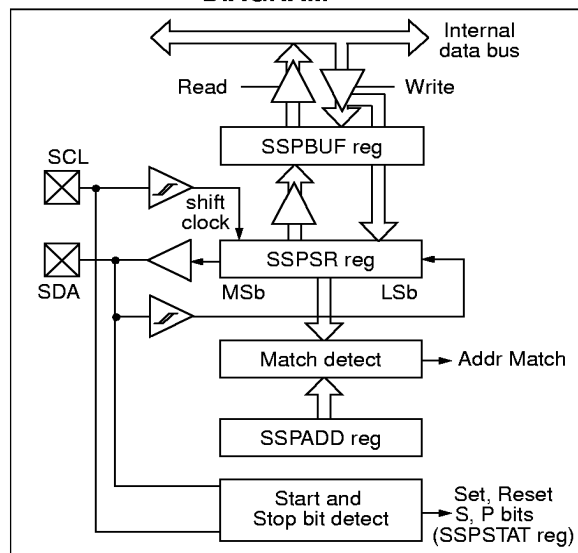 DIAGRAM
Internal
data bus
Read
Write
SSPBUF reg
SCL
shift
clock
SSPSR reg
SDA
MSb
LSb
Match detect
Addr Match
SSPADD reg
Start and
Stop bit detect
Set, Reset
S, P bits
(SSPSTAT reg)